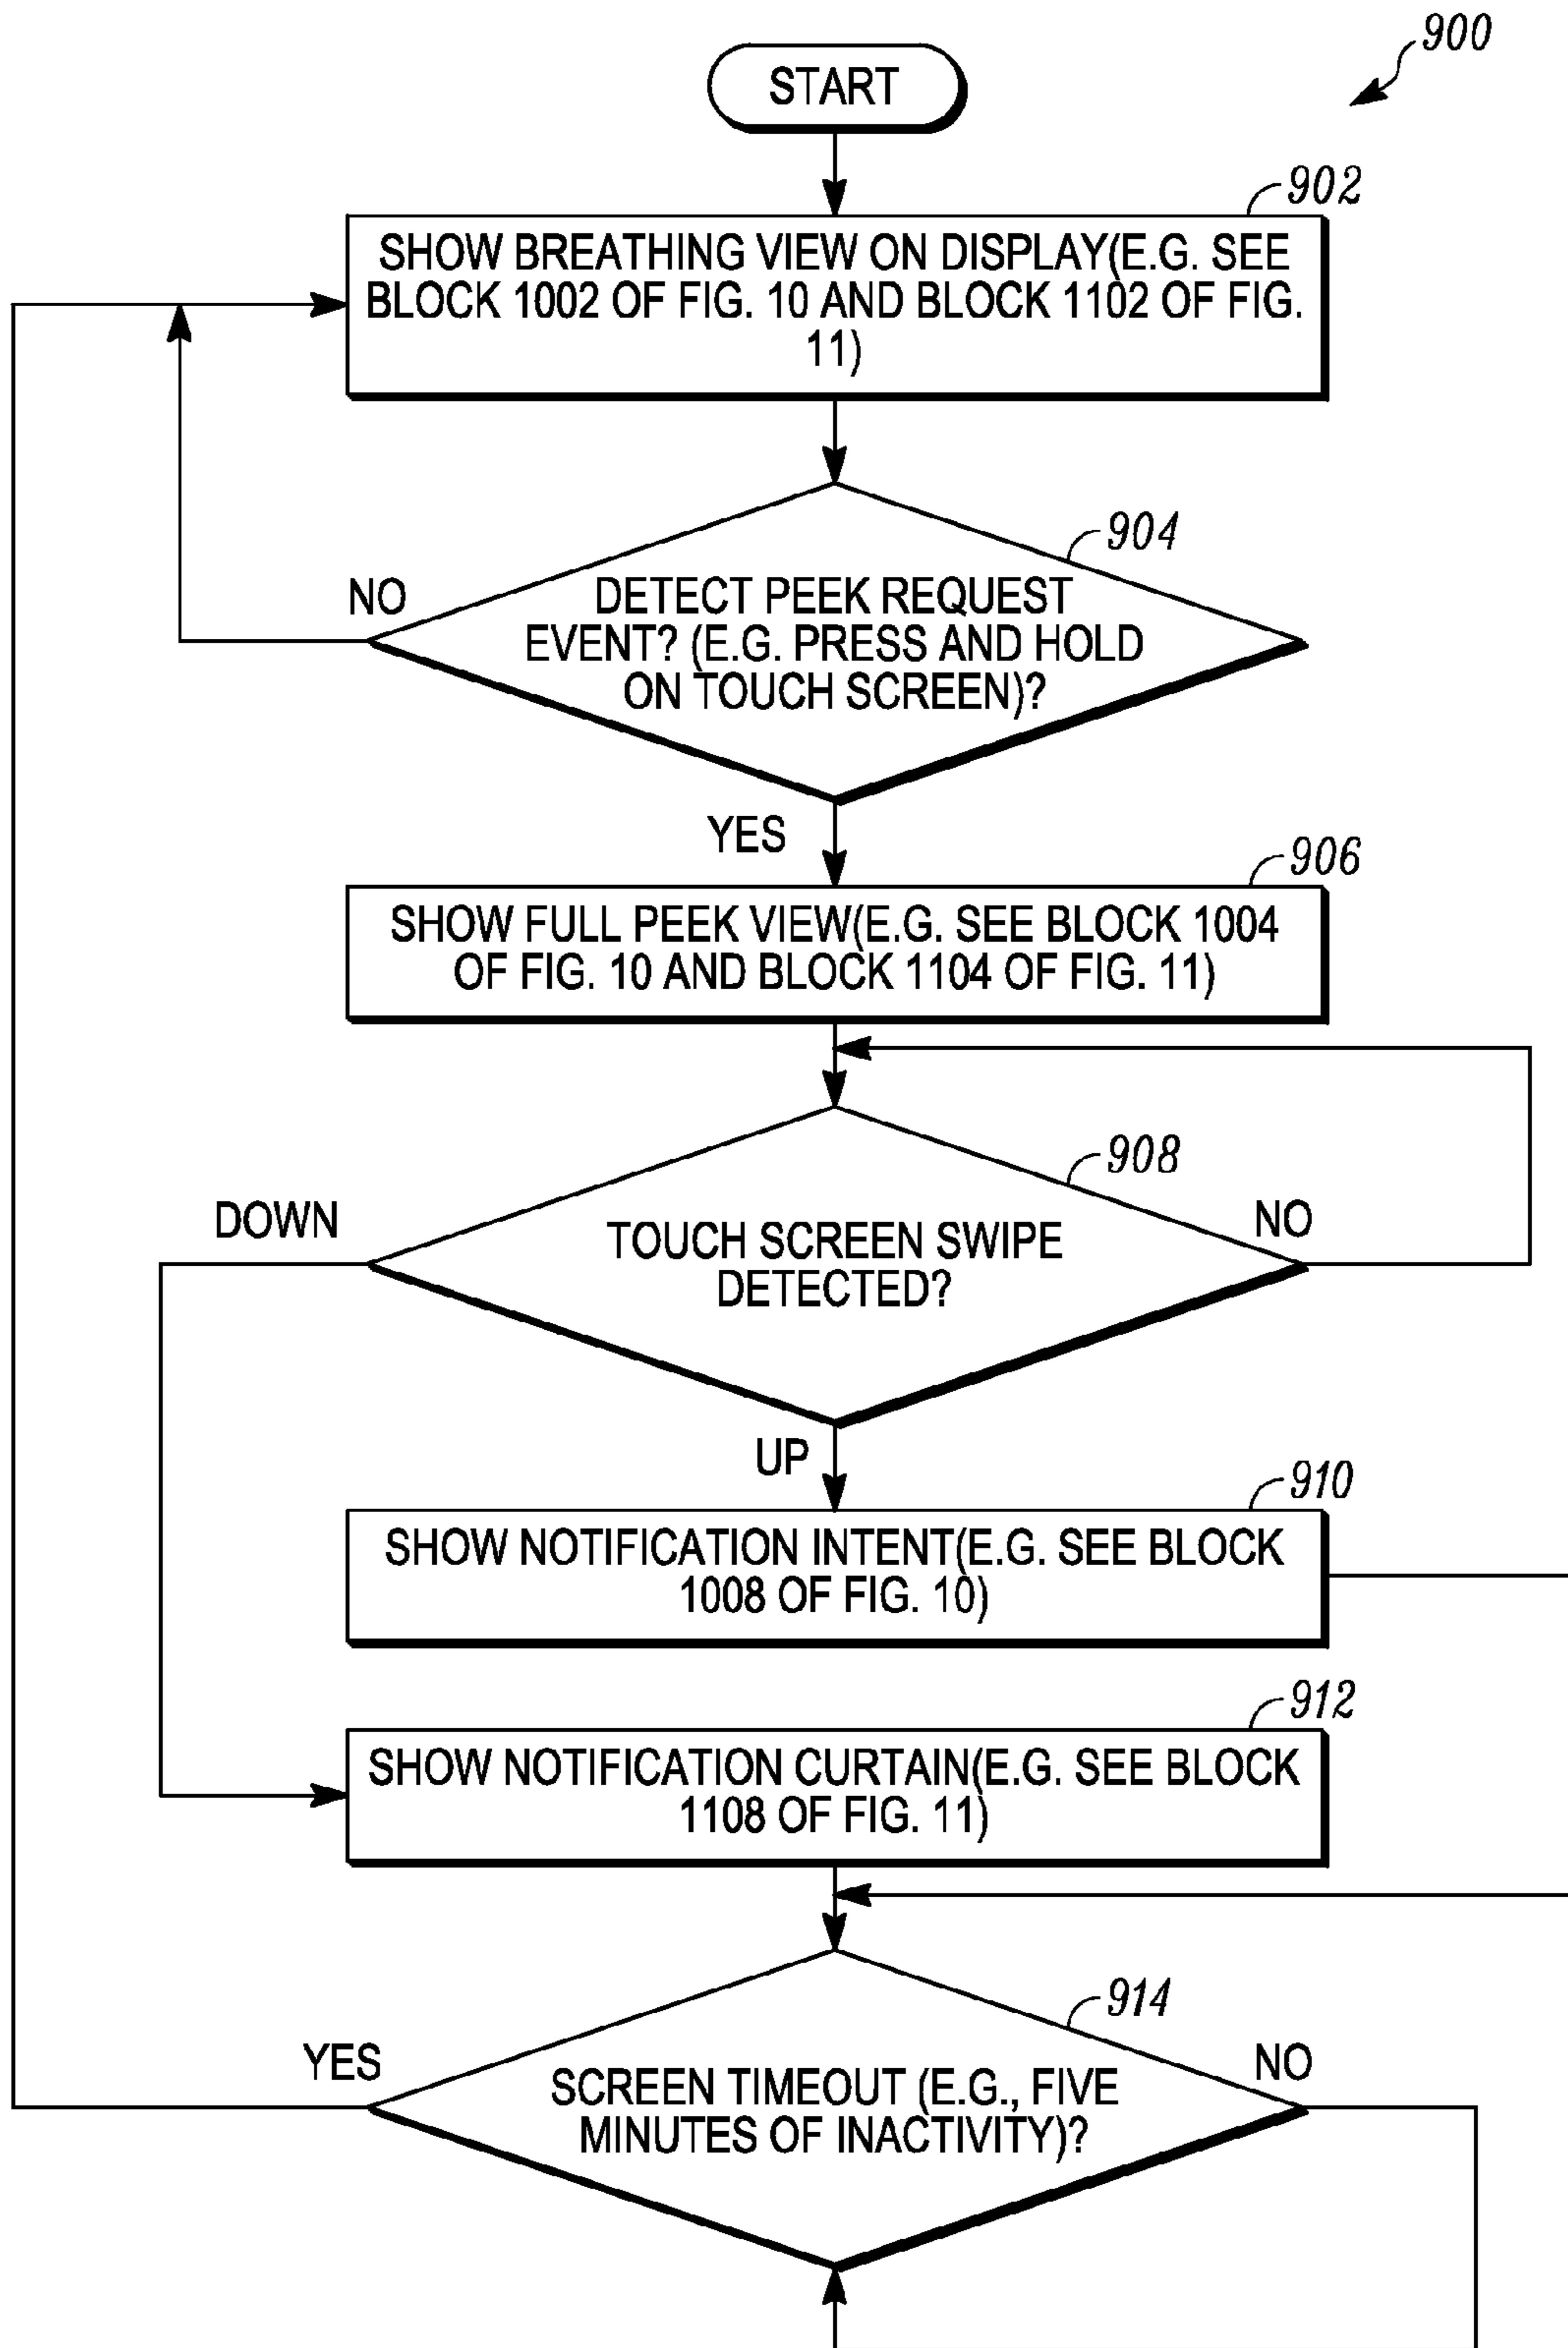 900
START
902
SHOW BREATHING VIEW ON DISPLAY(E.G. SEE
BLOCK 1002 OF FIG. 10 AND BLOCK 1102 OF FIG.
11)
904
NO
DETECT PEEK REQUEST
EVENT? (E.G. PRESS AND HOLD
ON TOUCH SCREEN)?
YES
906
SHOW FULL PEEK VIEW(E.G. SEE BLOCK 1004
OF FIG. 10 AND BLOCK 1104 OF FIG. 11)
908
DOWN
NO
TOUCH SCREEN SWIPE
DETECTED?
UP
910
SHOW NOTIFICATION INTENT(E.G. SEE BLOCK
1008 OF FIG. 10)
912
SHOW NOTIFICATION CURTAIN(E.G. SEE BLOCK
1108 OF FIG. 11)
914
YES
NO
SCREEN TIMEOUT (E.G., FIVE
MINUTES OF INACTIVITY)?